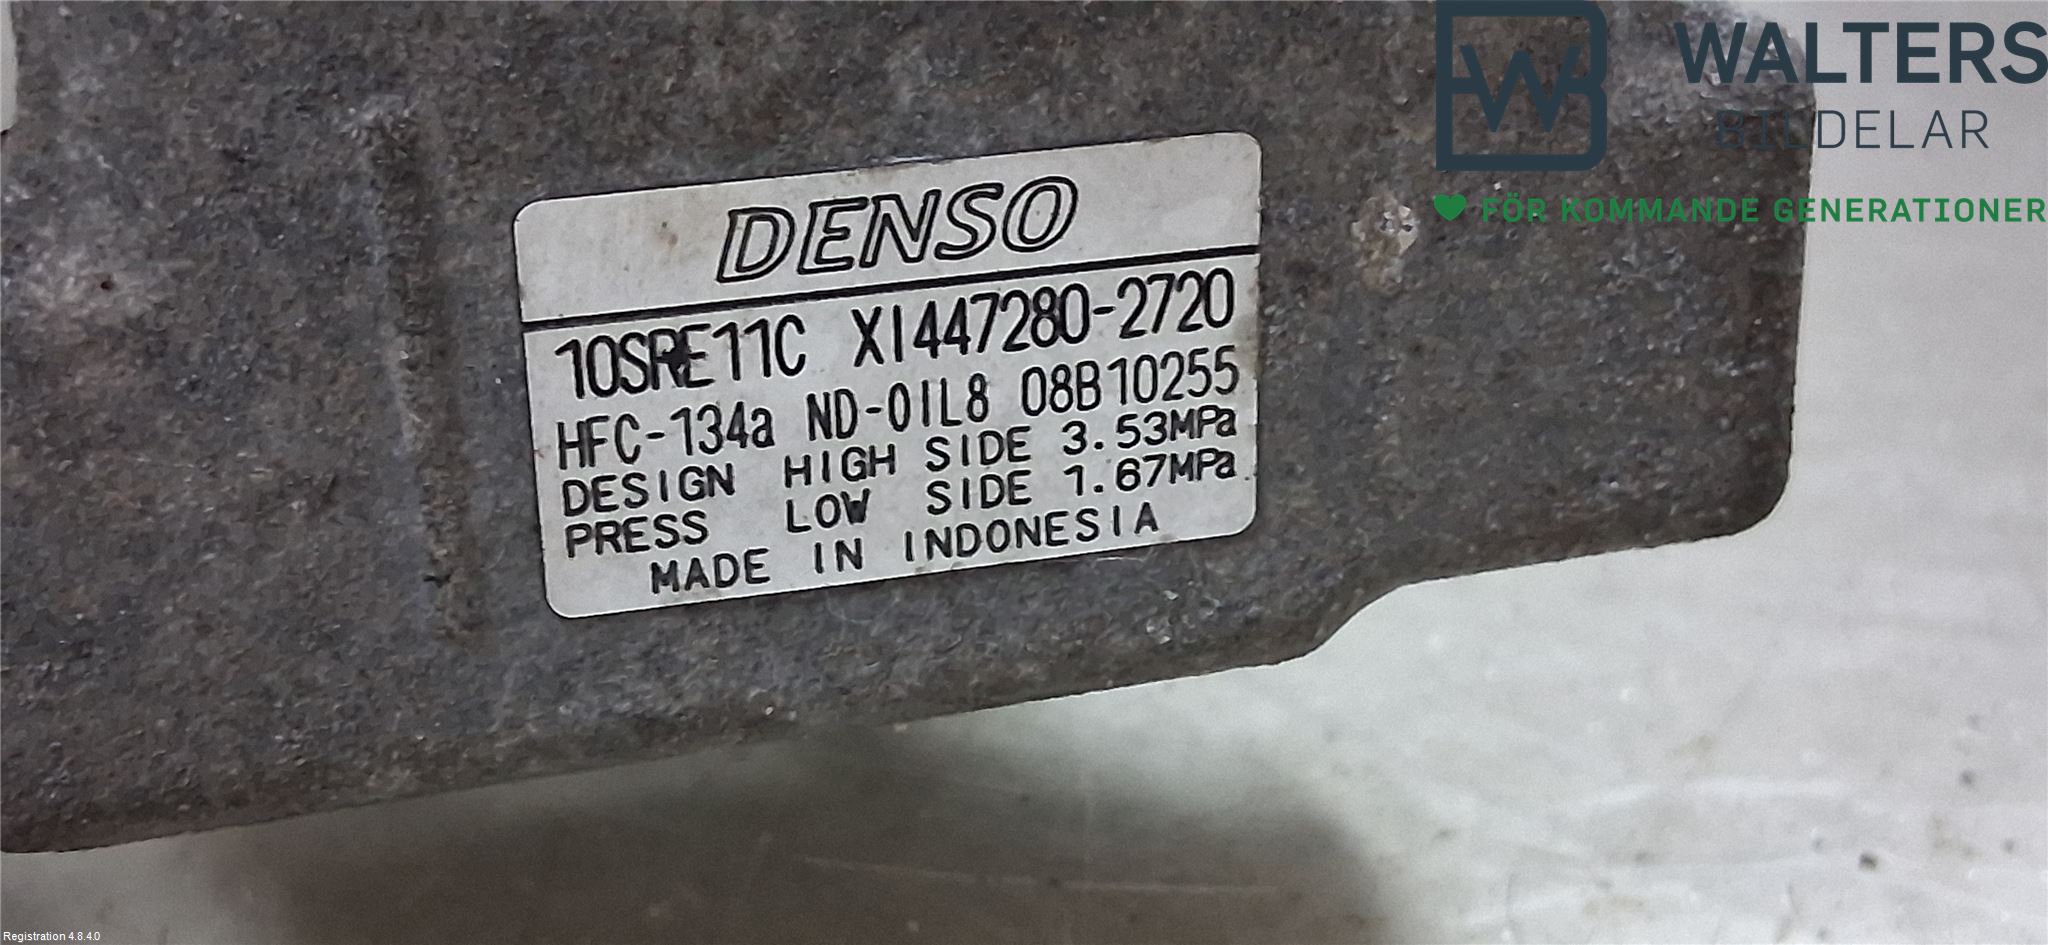 WALTERS
BILDELAR
FÖR KOMMANDE GENERATIONER
DENSO
10SRE11C XI447280-2720
HFC-134a ND-OIL8 08B10255
DESIGN HIGH SIDE 3.53MPa
PRESS LOW SIDE 1.67MPa
MADE IN INDONESIA
Registration 4.8.4.0